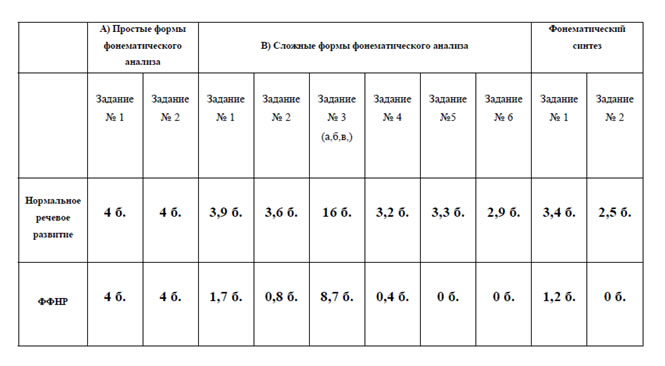 А) Простые формы
фонематического
анализа
В) Сложные формы фонематического анализа
Фонематический
синтез
Задание
№ 1
Задание
№ 2
Задание
№ 1
Задание
№ 2
Задание
№ 3
(а,б,в,)
Задание
№ 4
Задание
№5
Задание
№ 6
Задание
№ 1
Задание
№ 2
Нормальное
речевое
развитие
4 б.
4 б.
3,9 б.
3,6 б.
16 б.
3,2 б.
3,3 б.
2,9 б.
3,4 б.
2,5 б.
ФФНР
4 б.
4 б.
1,7 б.
0,8 б.
8,7 б.
0,4 б.
0 б.
0 б.
1,2 б.
0 б.